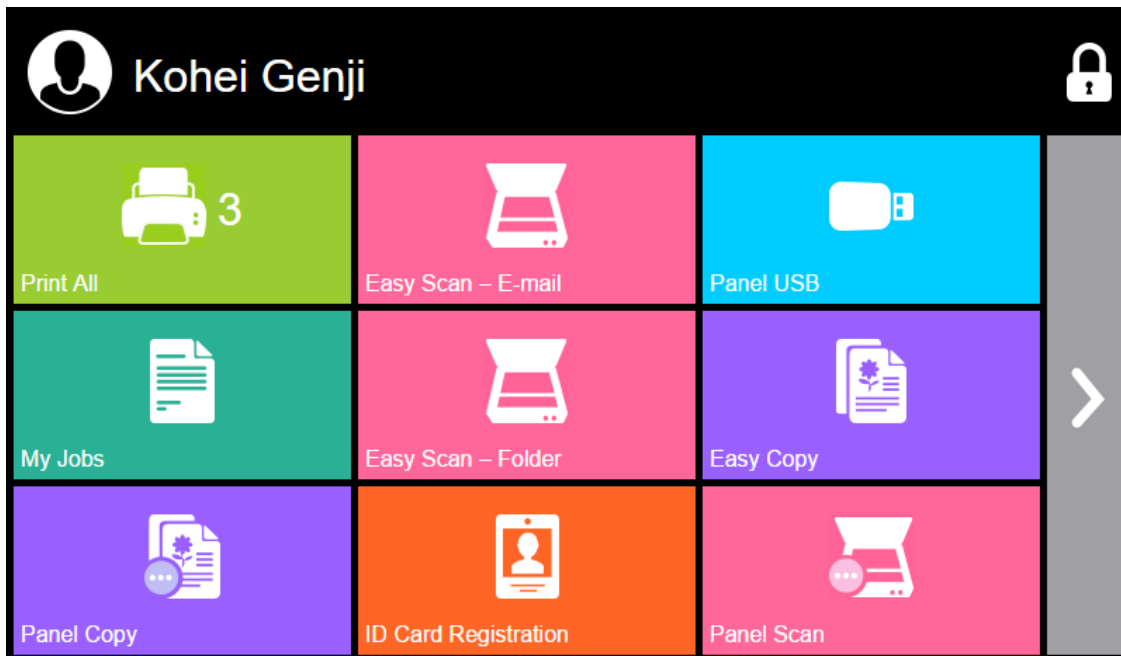 Kohei Genji
3
Print All
Easy Scan – E-mail
Panel USB
My Jobs
Easy Scan – Folder
Easy Copy
Panel Copy
ID Card Registration
Panel Scan